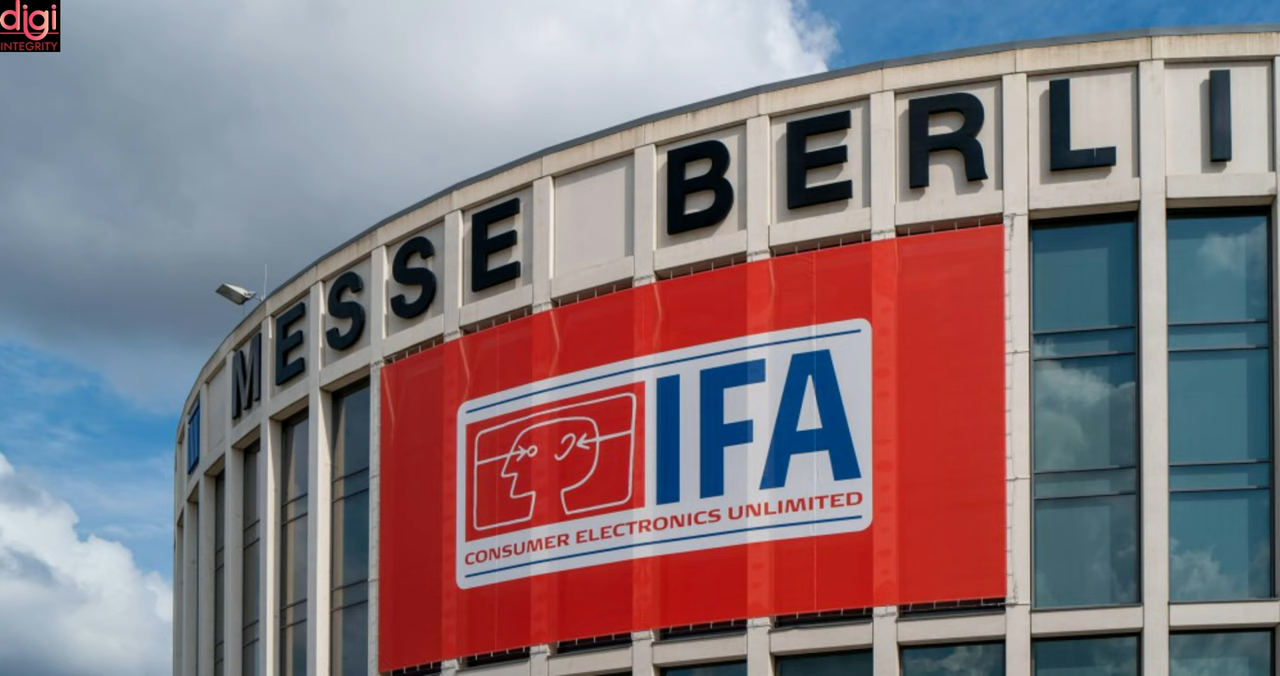 digi
INTEGRITY
MESSE BERLI
IFA
CONSUMER ELECTRONICS UNLIMITED